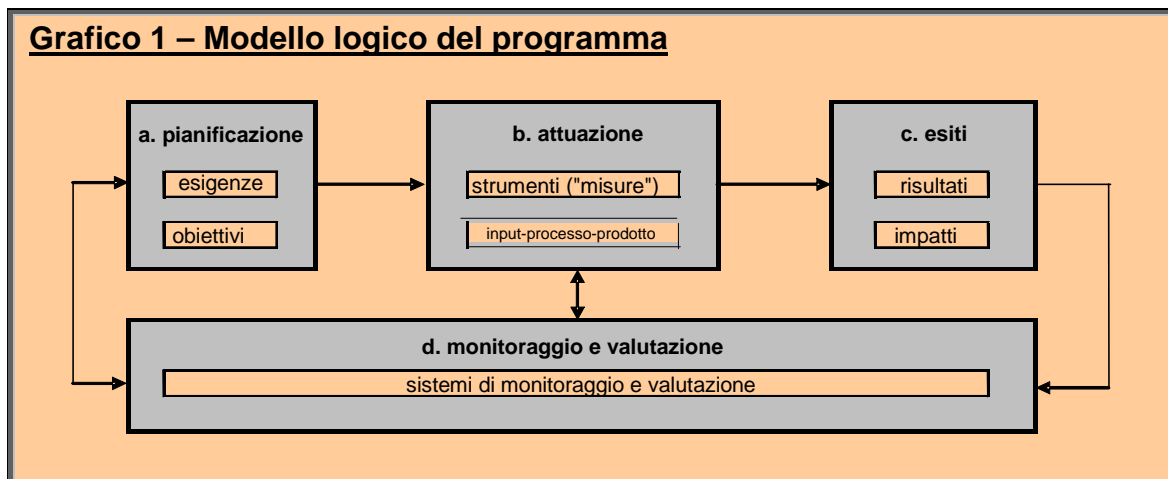 Grafico 1 – Modello logico del programma
a. pianificazione
esigenze
obiettivi
b. attuazione
strumenti ("misure")
input-processo-prodotto
c. esiti
risultati
impatti
d. monitoraggio e valutazione
sistemi di monitoraggio e valutazione